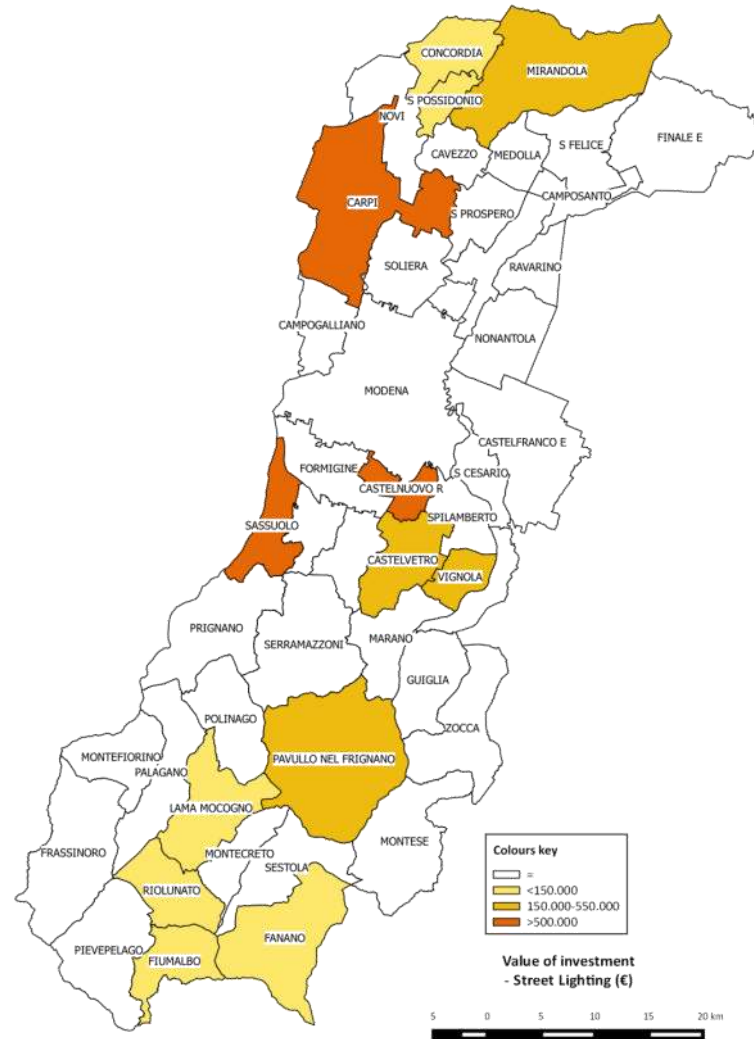 CONCORDIA
MIRANDOLA
S POSSIDONIO
NOVI
FINALE E
S FELICE
CAVEZZO
MEDOLLA
CAMPOSANTO
CARPI
S PROSPERO
SOLIERA
RAVARINO
CAMPOGALLIANO
NONANTOLA
MODENA
CASTELFRANCO E
FORMIGINE
S CESARIO
CASTELNUOVO R
SPILAMBERTO
SASSUOLO
CASTELVETRO
VIGNOLA
PRIGNANO
SERRAMAZZONI
MARANO
GUIGLIA
POLINAGO
ZOCCA
MONTEFIORINO
PAVULLO NEL FRIGNANO
PALAGANO
LAMA MOCOGNO
MONTESE
FRASSINORO
MONTECRETO
SESTOLA
RIOLUNATO
FANANO
PIEVEPELAGO
FIUMALBO
Colours key
=
<150.000
150.000-550.000
>500.000
Value of investment
- Street Lighting (€)
5 0 5 10 15 20 km